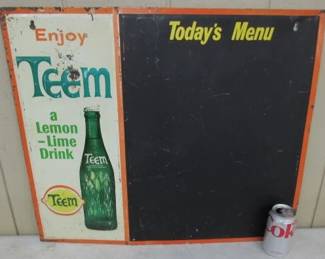 Enjoy
Teem
a
Lemon
-Lime
Drink
Teem
Teem
Today's Menu
Coke